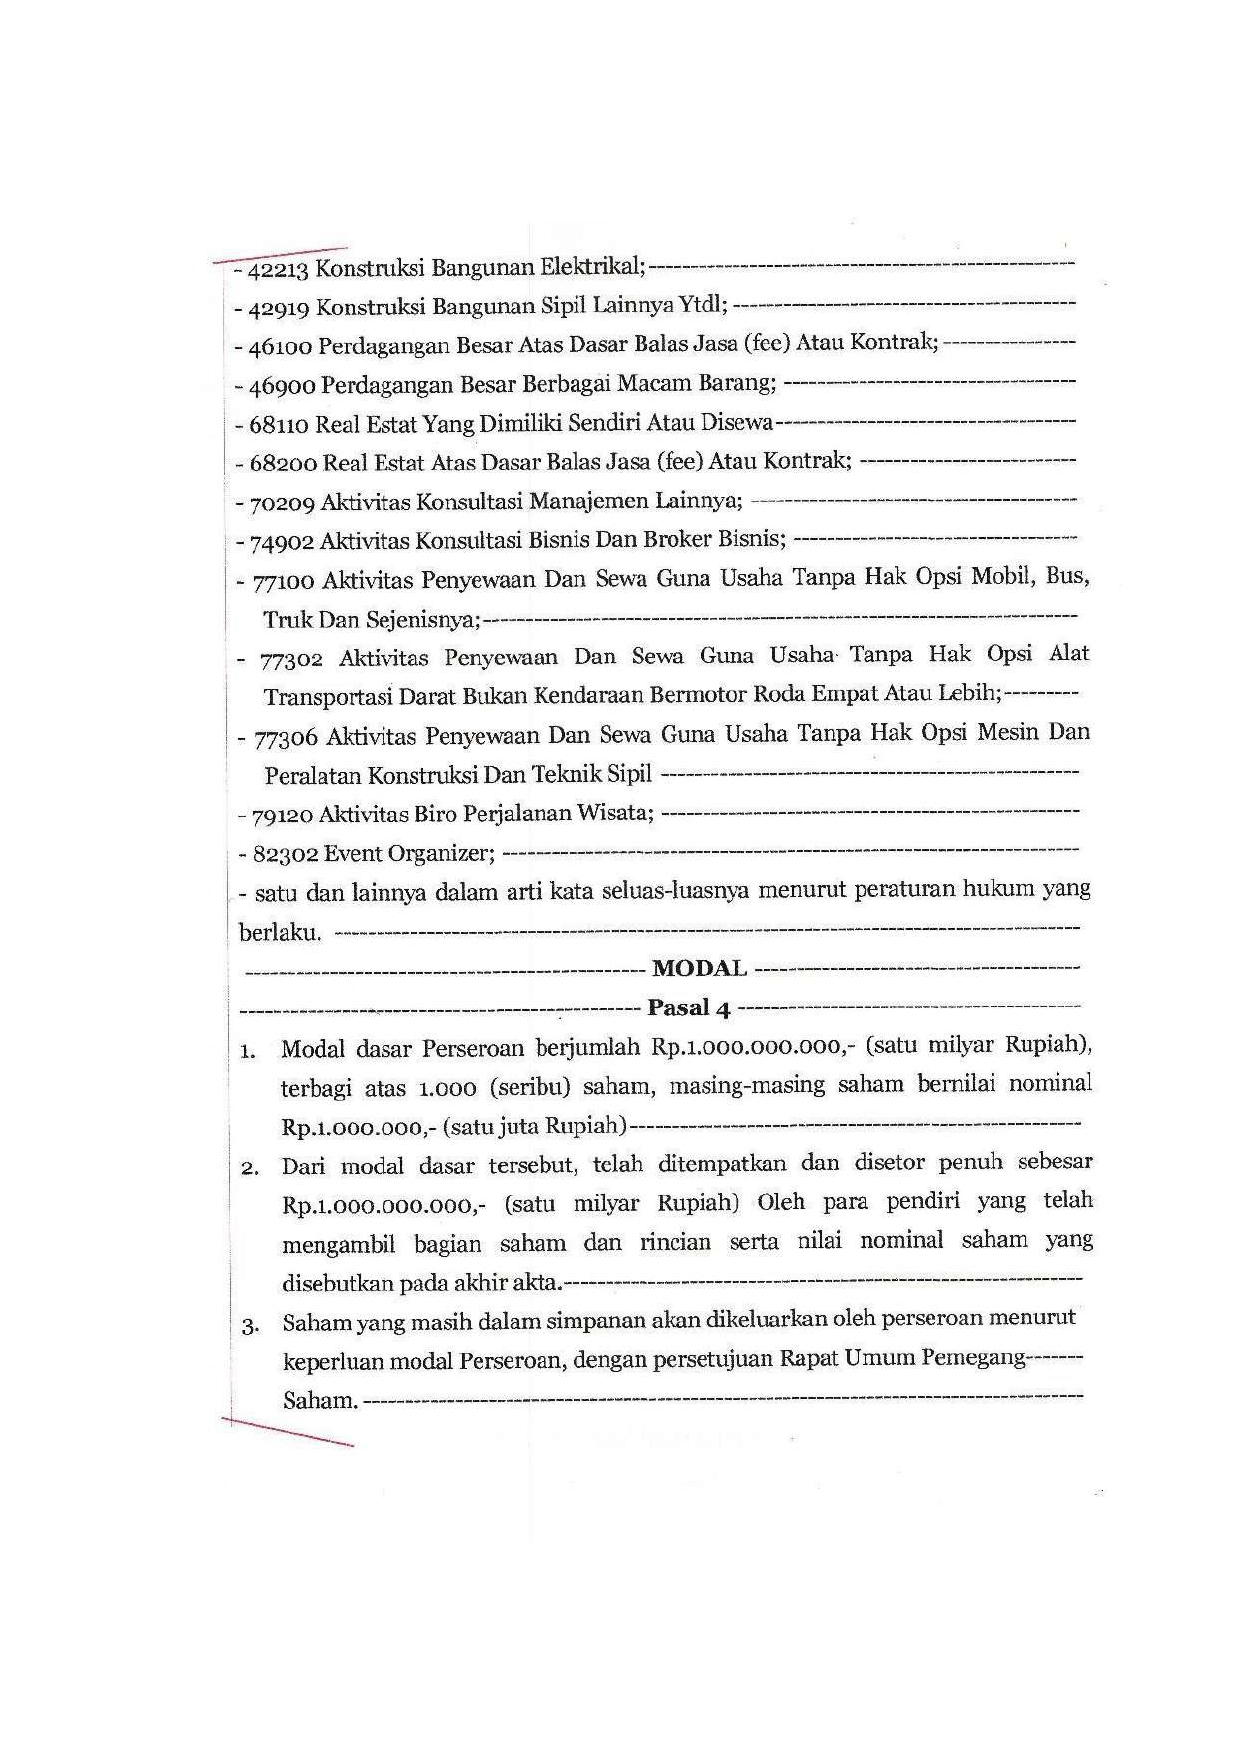 - 42213 Konstruksi Bangunan Elektrikal;---------------------------------------------------
- 42919 Konstruksi Bangunan Sipil Lainnya Ytdl; -----------------------------------------
- 46100 Perdagangan Besar Atas Dasar Balas Jasa (fee) Atau Kontrak; ----------------
- 46900 Perdagangan Besar Berbagai Macam Barang; -----------------------------------
- 68110 Real Estat Yang Dimiliki Sendiri Atau Disewa------------------------------------
- 68200 Real Estat Atas Dasar Balas Jasa (fee) Atau Kontrak; --------------------------
- 70209 Aktivitas Konsultasi Manajemen Lainnya; ---------------------------------------
- 74902 Aktivitas Konsultasi Bisnis Dan Broker Bisnis; ----------------------------------
- 77100 Aktivitas Penyewaan Dan Sewa Guna Usaha Tanpa Hak Opsi Mobil, Bus,
Truk Dan Sejenisnya;-----------------------------------------------------------------------
- 77302 Aktivitas Penyewaan Dan Sewa Guna Usaha Tanpa Hak Opsi Alat
Transportasi Darat Bukan Kendaraan Bermotor Roda Empat Atau Lebih;---------
- 77306 Aktivitas Penyewaan Dan Sewa Guna Usaha Tanpa Hak Opsi Mesin Dan
Peralatan Konstruksi Dan Teknik Sipil --------------------------------------------------
- 79120 Aktivitas Biro Perjalanan Wisata; --------------------------------------------------
- 82302 Event Organizer; ---------------------------------------------------------------------
- satu dan lainnya dalam arti kata seluas-luasnya menurut peraturan hukum yang
berlaku. -----------------------------------------------------------------------------------------
------------------------------------------------ MODAL ---------------------------------------
------------------------------------------------ Pasal 4 -----------------------------------------
1. Modal dasar Perseroan berjumlah Rp.1.000.000.000,- (satu milyar Rupiah),
terbagi atas 1.000 (seribu) saham, masing-masing saham bernilai nominal
Rp.1.000.000,- (satu juta Rupiah)------------------------------------------------------
2. Dari modal dasar tersebut, telah ditempatkan dan disetor penuh sebesar
Rp.1.000.000.000,- (satu milyar Rupiah) Oleh para pendiri yang telah
mengambil bagian saham dan rincian serta nilai nominal saham yang
disebutkan pada akhir akta.--------------------------------------------------------------
3. Saham yang masih dalam simpanan akan dikeluarkan oleh perseroan menurut
keperluan modal Perseroan, dengan persetujuan Rapat Umum Pemegang-------
Saham. --------------------------------------------------------------------------------------